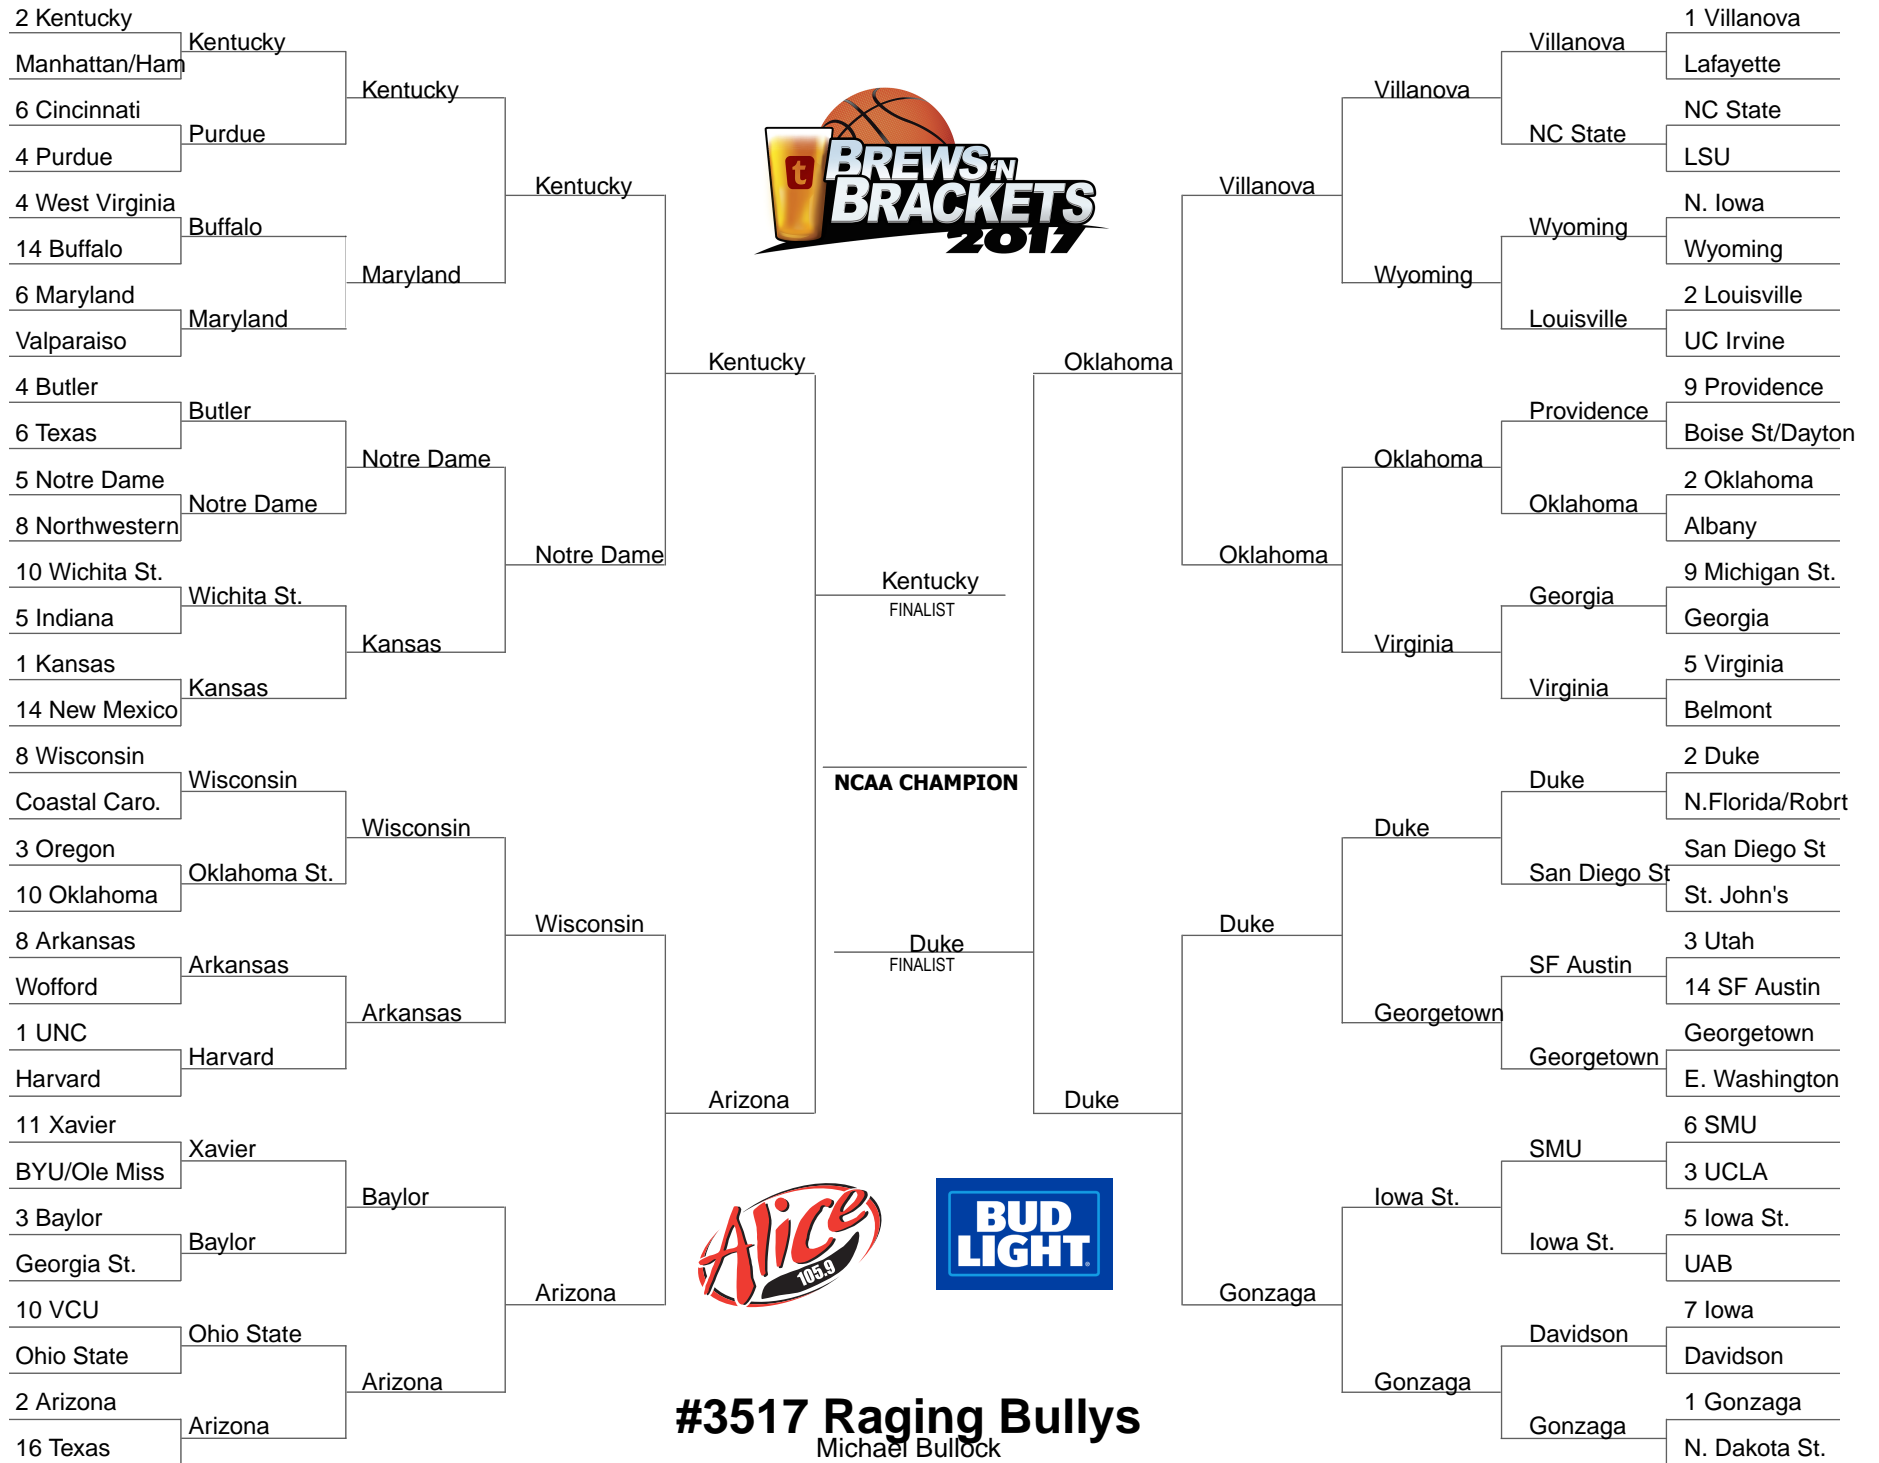 2 Kentucky
Manhattan/Ham
6 Cincinnati
4 Purdue
4 West Virginia
14 Buffalo
6 Maryland
Valparaiso
4 Butler
6 Texas
5 Notre Dame
8 Northwestern
10 Wichita St.
5 Indiana
1 Kansas
14 New Mexico
8 Wisconsin
Coastal Caro.
3 Oregon
10 Oklahoma
8 Arkansas
Wofford
1 UNC
Harvard
11 Xavier
BYU/Ole Miss
3 Baylor
Georgia St.
10 VCU
Ohio State
2 Arizona
16 Texas
Kentucky
Purdue
Buffalo
Maryland
Butler
Notre Dame
Wichita St.
Kansas
Wisconsin
Oklahoma St.
Arkansas
Harvard
Xavier
Baylor
Ohio State
Arizona
Kentucky
Maryland
Notre Dame
Kansas
Wisconsin
Arkansas
Baylor
Arizona
Kentucky
Notre Dame
Wisconsin
Arizona
Kentucky
Arizona
t
BREWS 'N
BRACKETS
2017
Kentucky
FINALIST
NCAA CHAMPION
Duke
FINALIST
Alice
105.9
BUD
LIGHT
#3517 Raging Bullys
Michael Bullock
Oklahoma
Duke
Villanova
Oklahoma
Duke
Gonzaga
Villanova
Wyoming
Oklahoma
Virginia
Duke
Georgetown
Iowa St.
Gonzaga
Villanova
NC State
Wyoming
Louisville
Providence
Oklahoma
Georgia
Virginia
Duke
San Diego St
SF Austin
Georgetown
SMU
Iowa St.
Davidson
Gonzaga
1 Villanova
Lafayette
NC State
LSU
N. Iowa
Wyoming
2 Louisville
UC Irvine
9 Providence
Boise St/Dayton
2 Oklahoma
Albany
9 Michigan St.
Georgia
5 Virginia
Belmont
2 Duke
N.Florida/Robrt
San Diego St
St. John's
3 Utah
14 SF Austin
Georgetown
E. Washington
6 SMU
3 UCLA
5 Iowa St.
UAB
7 Iowa
Davidson
1 Gonzaga
N. Dakota St.